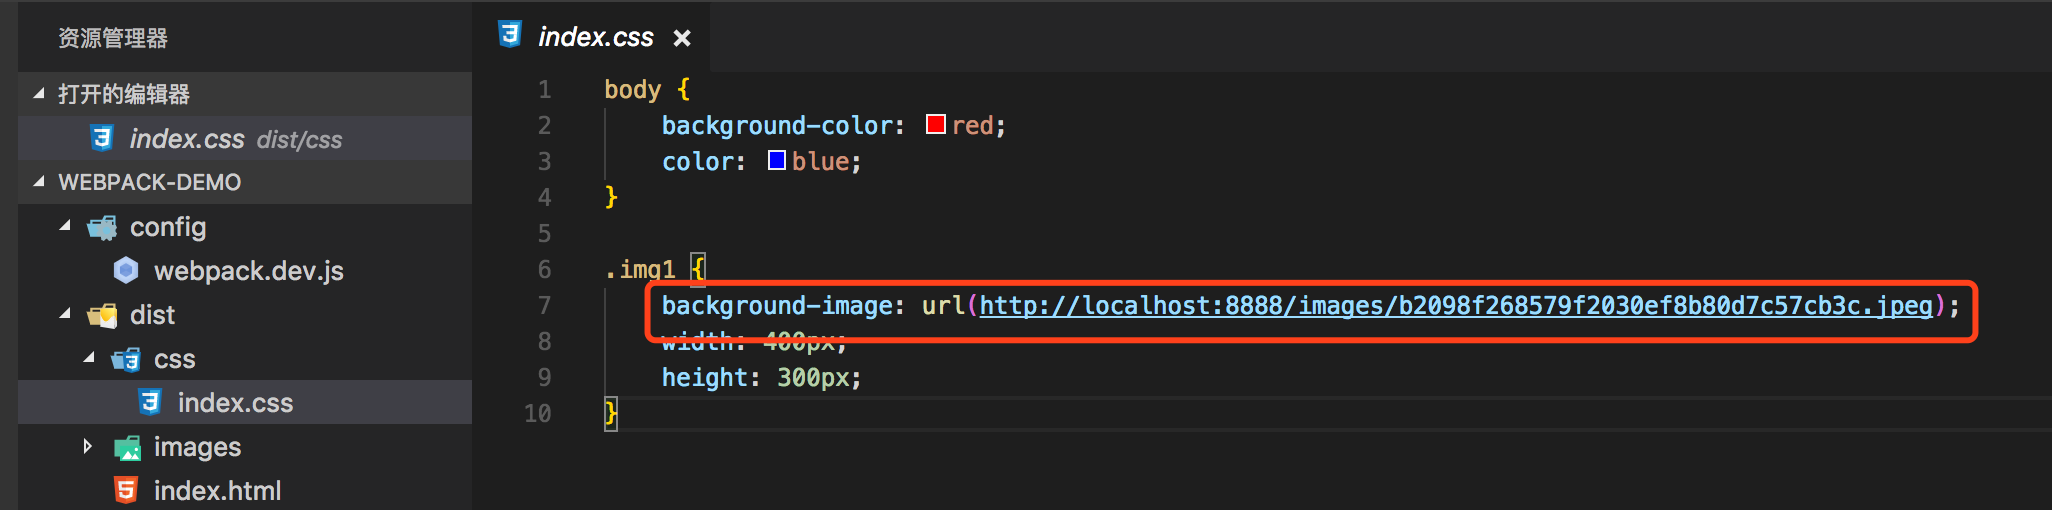 资源管理器
打开的编辑器
index.css dist/css
WEBPACK-DEMO
config
webpack.dev.js
dist
css
index.css
images
index.html
index.css ×
1 body {
2 background-color: red;
3 color: blue;
4 }
5
6 .img1 {
7 background-image: url(http://localhost:8888/images/b2098f268579f2030ef8b80d7c57cb3c.jpeg);
8 width: 400px;
9 height: 300px;
10 }